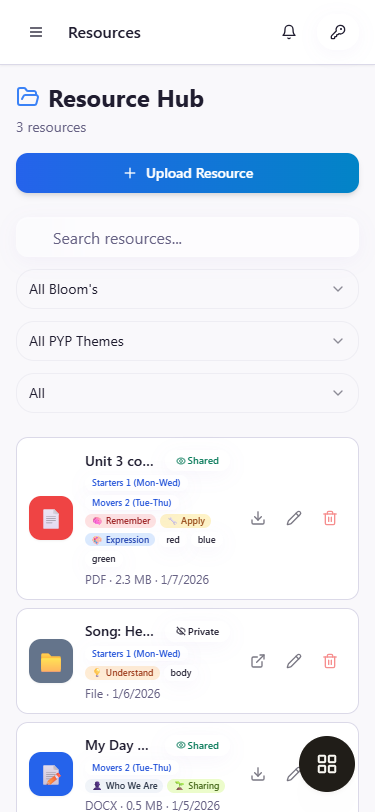 Resources
Resource Hub
3 resources
Upload Resource
Search resources...
All Bloom's
All PYP Themes
All
Unit 3 co... Shared
Starters 1 (Mon-Wed)
Movers 2 (Tue-Thu)
Remember Apply
Expression red blue
green
PDF · 2.3 MB · 1/7/2026
Song: He... Private
Starters 1 (Mon-Wed)
Understand body
File · 1/6/2026
My Day ... Shared
Movers 2 (Tue-Thu)
Who We Are Sharing
DOCX · 0.5 MB · 1/5/2026